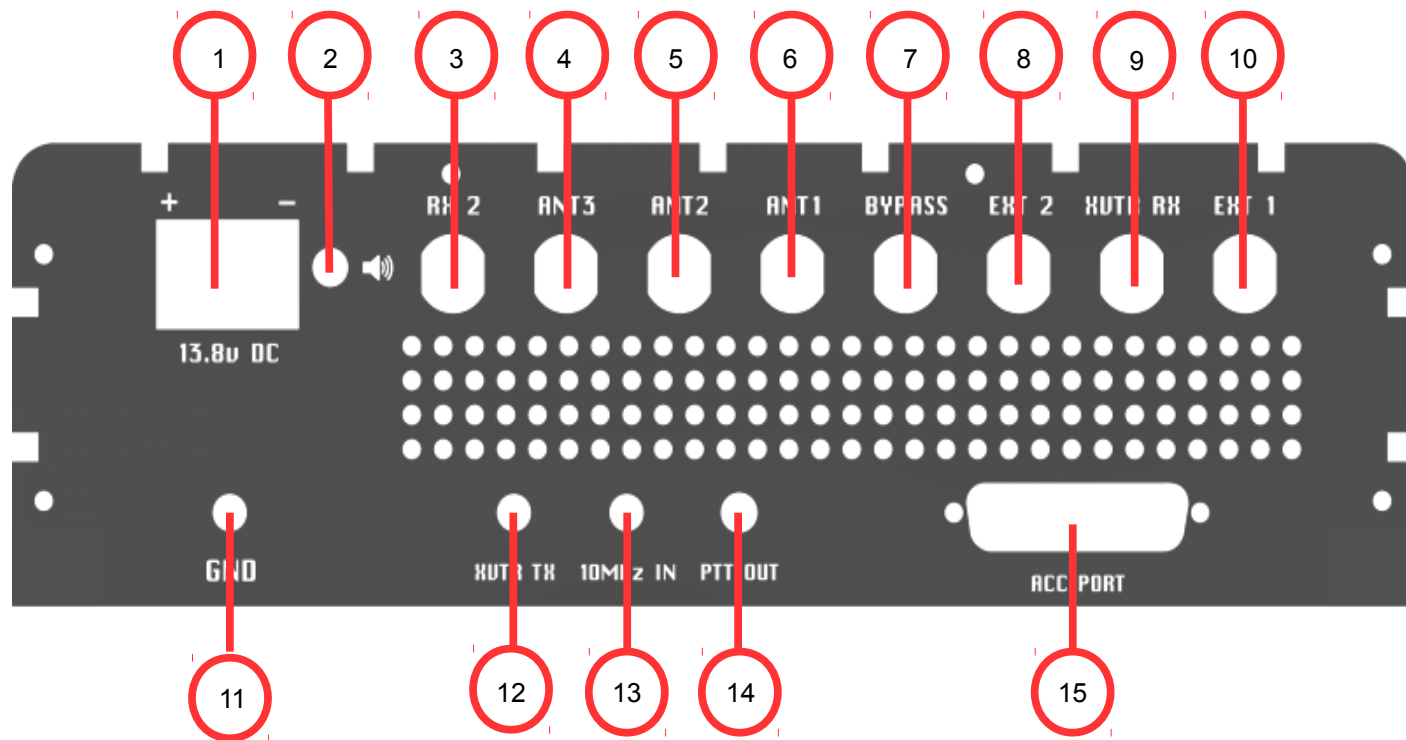 1 2 3 4 5 6 7 8 9 10
+ −
RX 2 ANT3 ANT2 ANT1 BYPASS EXT 2 XVTR RX EXT 1
13.8v DC
GND XVTR TX 10MHz IN PTT OUT
ACC PORT
11 12 13 14 15